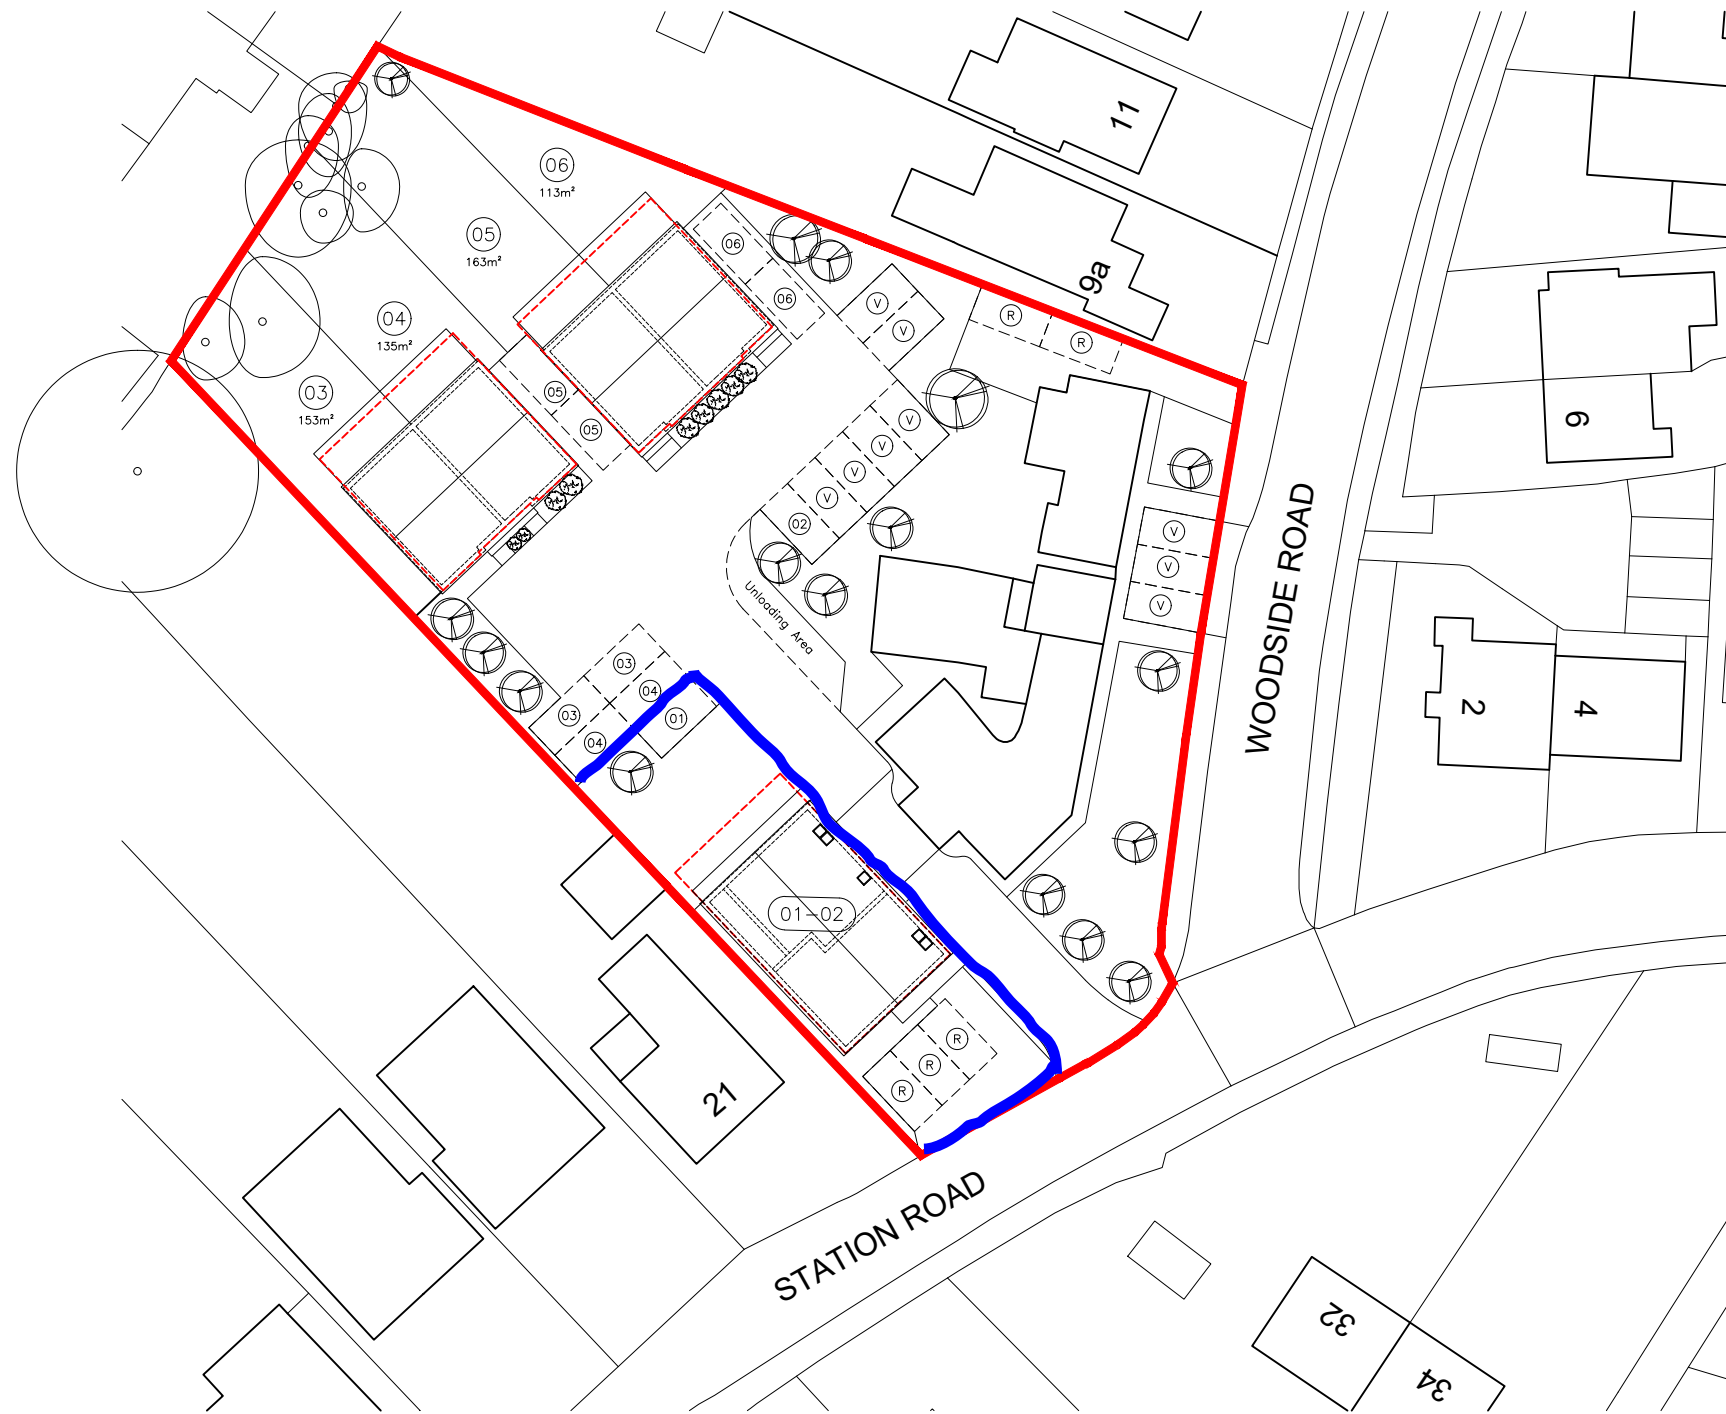 11
06
113m²
05
163m²
06
9a
06
V
V
R
R
04
135m²
03
153m²
05
05
V
V
V
V
02
6
V
V
V
Unloading Area
WOODSIDE ROAD
03
04
03
04
01
2
4
01-02
R
R
R
21
STATION ROAD
32
34